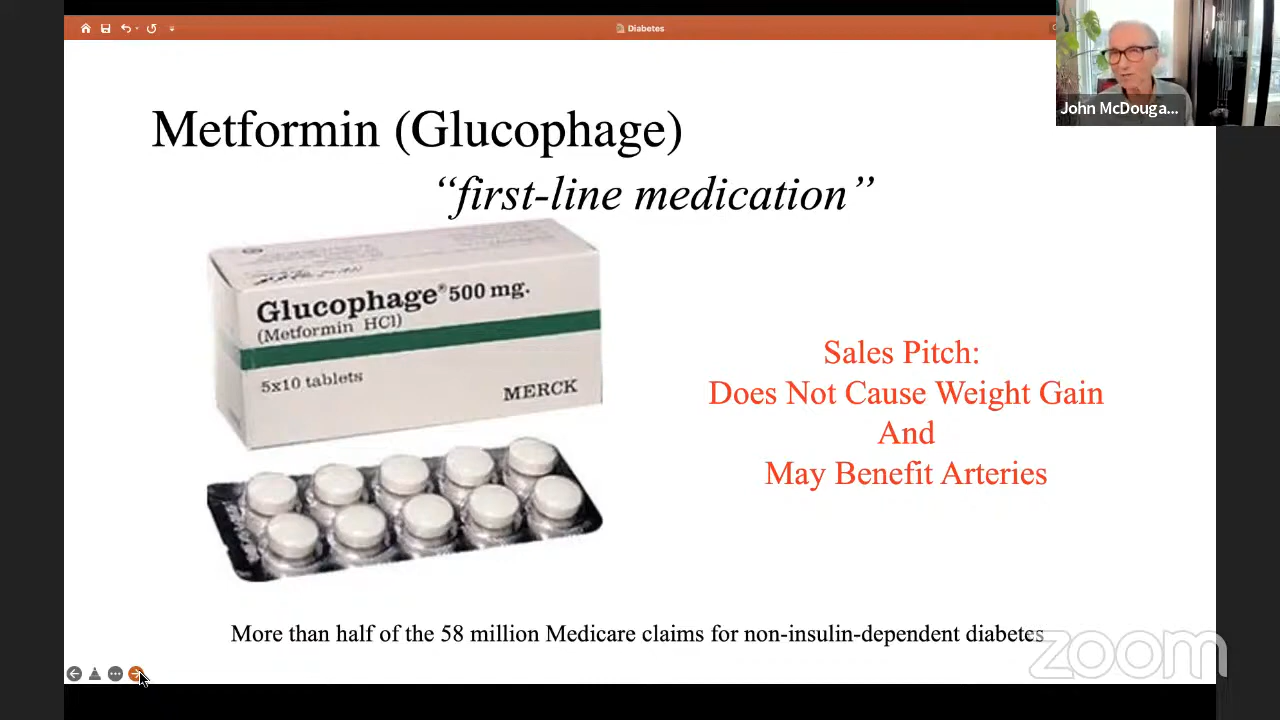 Diabetes
John McDouga...
Metformin (Glucophage)
“first-line medication”
Glucophage® 500 mg.
(Metformin HCl)
5x10 tablets
MERCK
Sales Pitch:
Does Not Cause Weight Gain
And
May Benefit Arteries
More than half of the 58 million Medicare claims for non-insulin-dependent diabetes
zoom